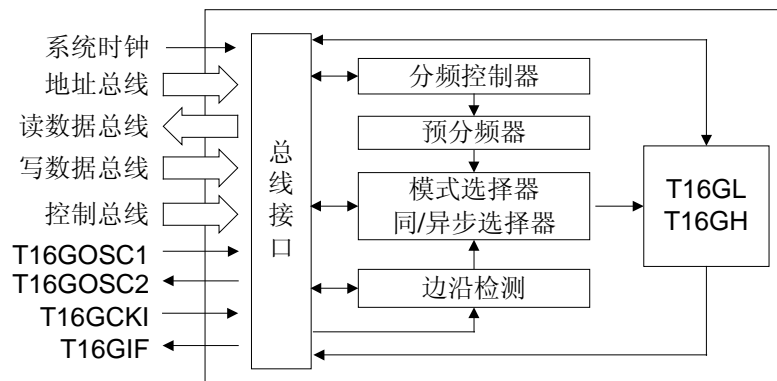 系统时钟
地址总线
读数据总线
写数据总线
控制总线
T16GOSC1
T16GOSC2
T16GCKI
T16GIF
总
线
接
口
分频控制器
预分频器
模式选择器
同/异步选择器
边沿检测
T16GL
T16GH